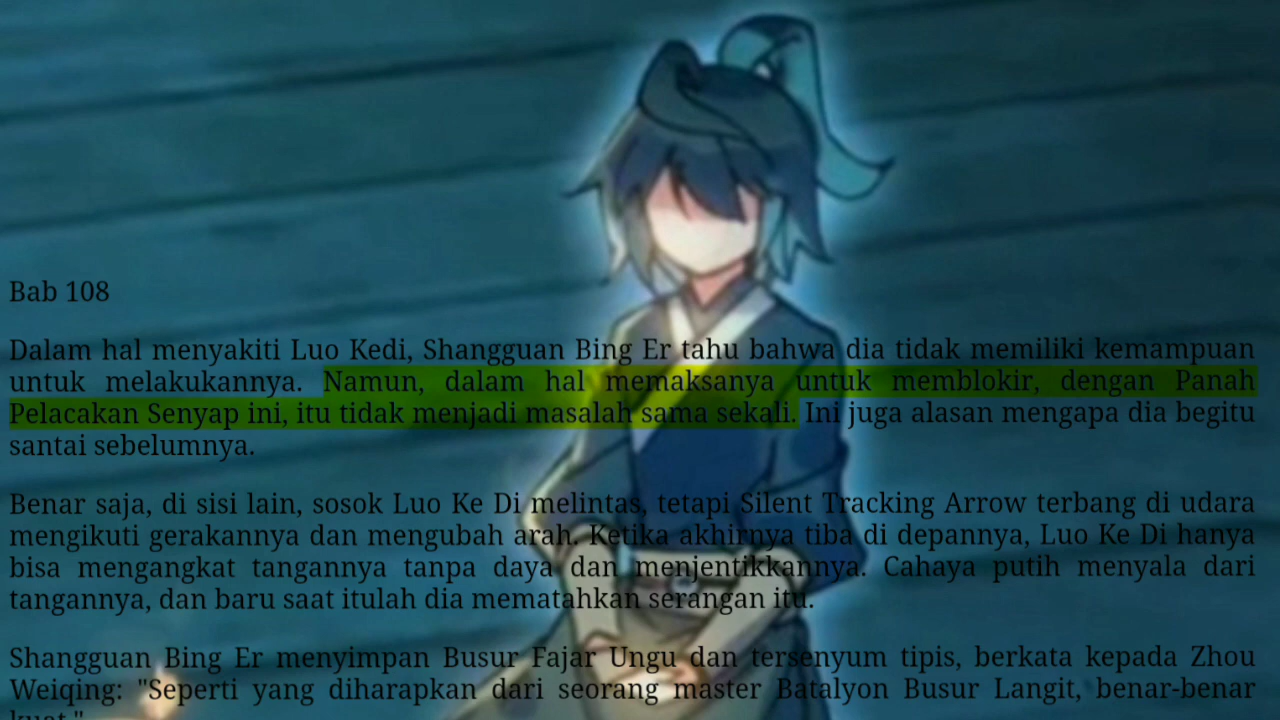 Bab 108
Dalam hal menyakiti Luo Kedi, Shangguan Bing Er tahu bahwa dia tidak memiliki kemampuan
untuk melakukannya. Namun, dalam hal memaksanya untuk memblokir, dengan Panah
Pelacakan Senyap ini, itu tidak menjadi masalah sama sekali. Ini juga alasan mengapa dia begitu
santai sebelumnya.
Benar saja, di sisi lain, sosok Luo Ke Di melintas, tetapi Silent Tracking Arrow terbang di udara
mengikuti gerakannya dan mengubah arah. Ketika akhirnya tiba di depannya, Luo Ke Di hanya
bisa mengangkat tangannya tanpa daya dan menjentikkannya. Cahaya putih menyala dari
tangannya, dan baru saat itulah dia mematahkan serangan itu.
Shangguan Bing Er menyimpan Busur Fajar Ungu dan tersenyum tipis, berkata kepada Zhou
Weiqing: "Seperti yang diharapkan dari seorang master Batalyon Busur Langit, benar-benar
kuat."